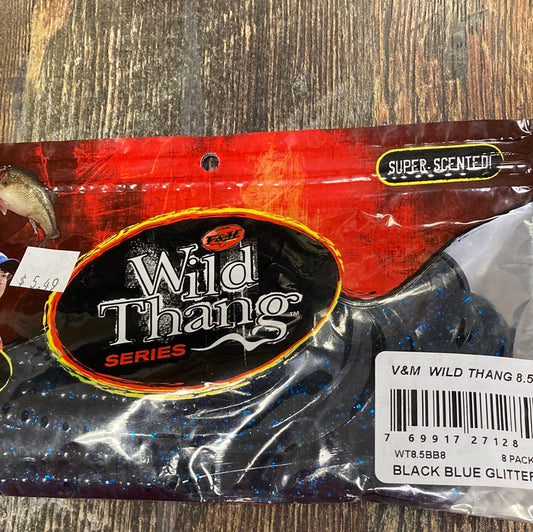 SUPER SCENTED!
$ 5.49
V&M
Wild
Thang™
SERIES
V&M WILD THANG 8.5
7 69917 27128
WT8.5BB8 8 PACK
BLACK BLUE GLITTER